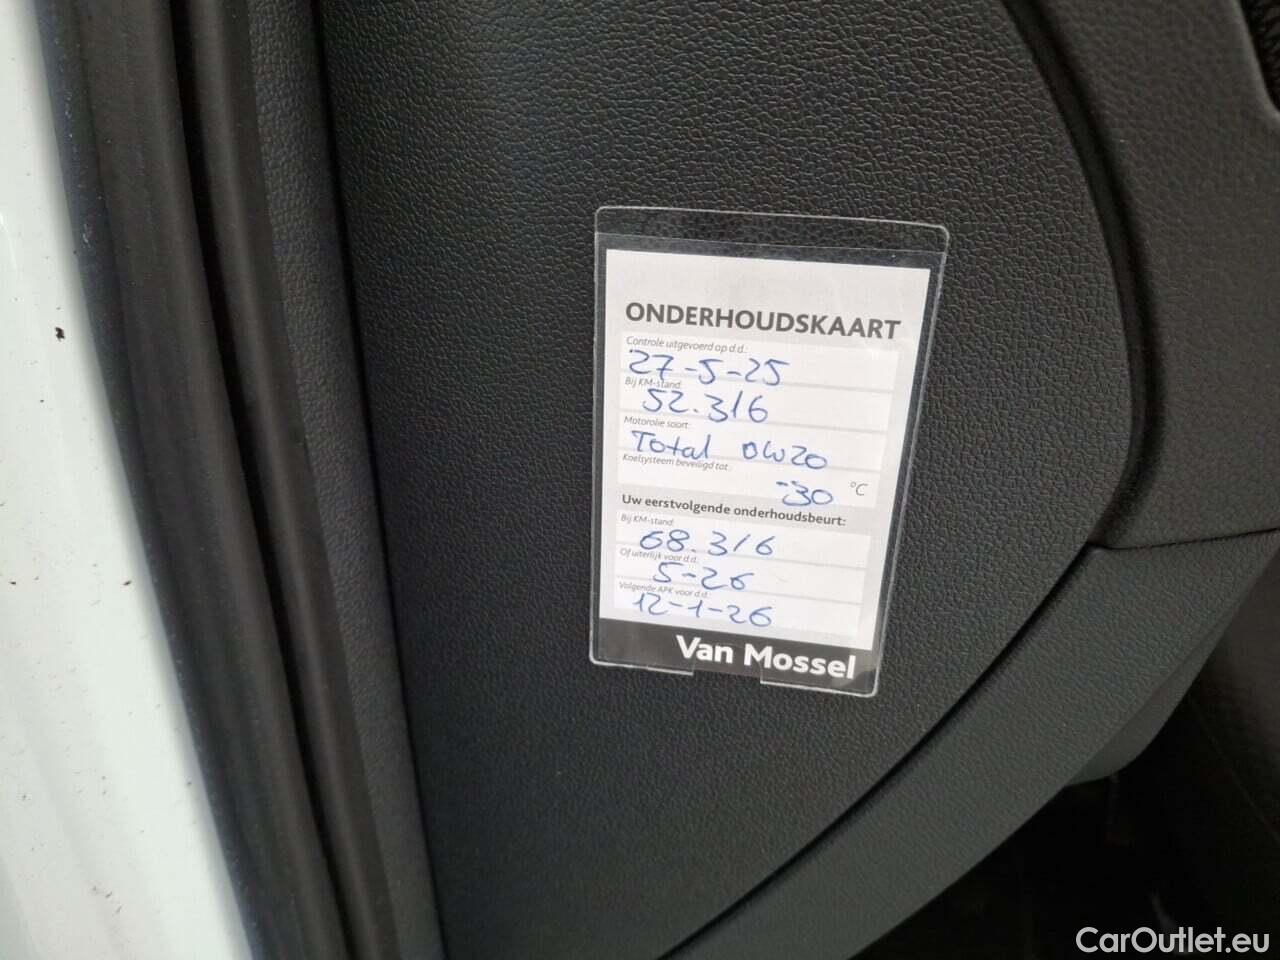 ONDERHOUDSKAART
Controle uitgevoerd op d.d.:
27-5-25
Bij KM-stand:
52.316
Motorolie soort:
Total 0W20
Koelsysteem beveiligd tot:
-30 °C
Uw eerstvolgende onderhoudsbeurt:
Bij KM-stand:
68.316
Of uiterlijk voor d.d.:
5-26
Volgende APK voor d.d.:
12-1-26
Van Mossel
CarOutlet.eu